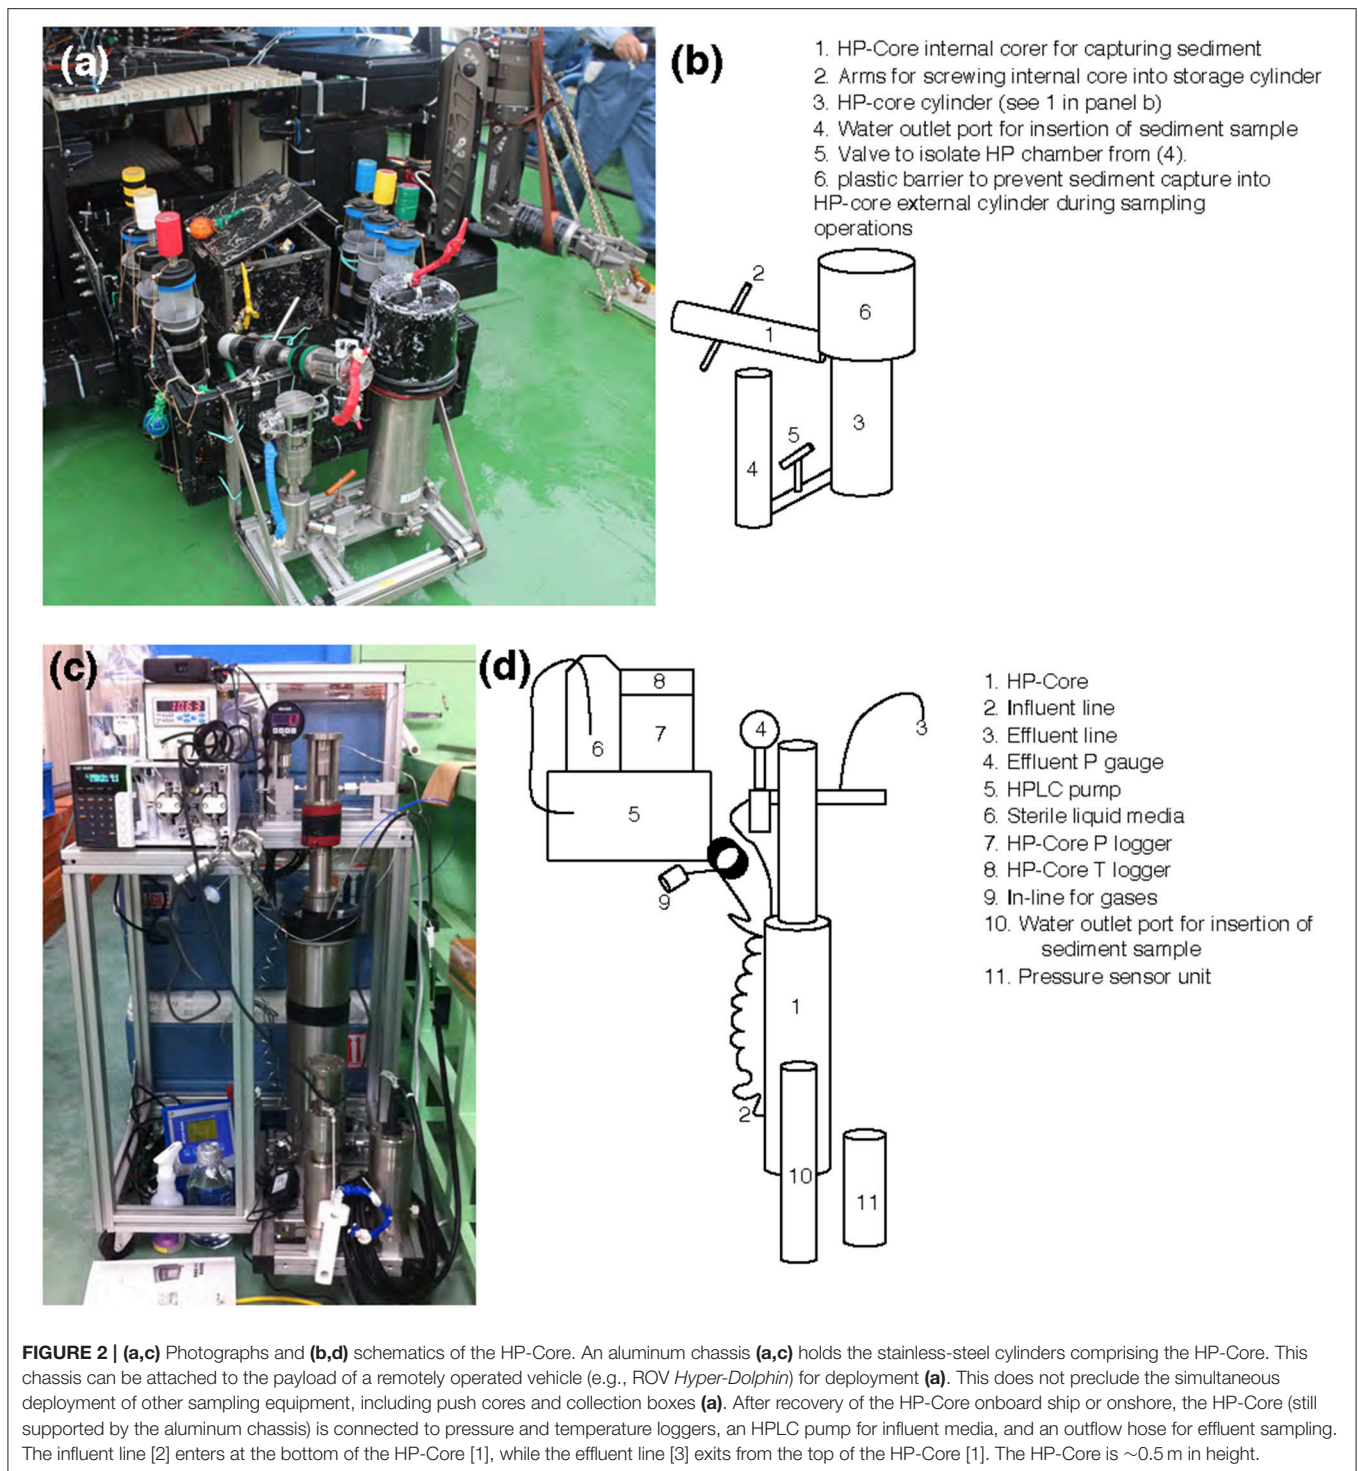 (a)
(b)
1. HP-Core internal corer for capturing sediment
2. Arms for screwing internal core into storage cylinder
3. HP-core cylinder (see 1 in panel b)
4. Water outlet port for insertion of sediment sample
5. Valve to isolate HP chamber from (4).
6. plastic barrier to prevent sediment capture into
HP-core external cylinder during sampling
operations
2
6
1
5
3
4
(c)
10.63
(d)
8
7
6
4
3
5
9
1
2
10
11
1. HP-Core
2. Influent line
3. Effluent line
4. Effluent P gauge
5. HPLC pump
6. Sterile liquid media
7. HP-Core P logger
8. HP-Core T logger
9. In-line for gases
10. Water outlet port for insertion of
sediment sample
11. Pressure sensor unit
FIGURE 2 | (a,c) Photographs and (b,d) schematics of the HP-Core. An aluminum chassis (a,c) holds the stainless-steel cylinders comprising the HP-Core. This
chassis can be attached to the payload of a remotely operated vehicle (e.g., ROV Hyper-Dolphin) for deployment (a). This does not preclude the simultaneous
deployment of other sampling equipment, including push cores and collection boxes (a). After recovery of the HP-Core onboard ship or onshore, the HP-Core (still
supported by the aluminum chassis) is connected to pressure and temperature loggers, an HPLC pump for influent media, and an outflow hose for effluent sampling.
The influent line [2] enters at the bottom of the HP-Core [1], while the effluent line [3] exits from the top of the HP-Core [1]. The HP-Core is ~0.5 m in height.